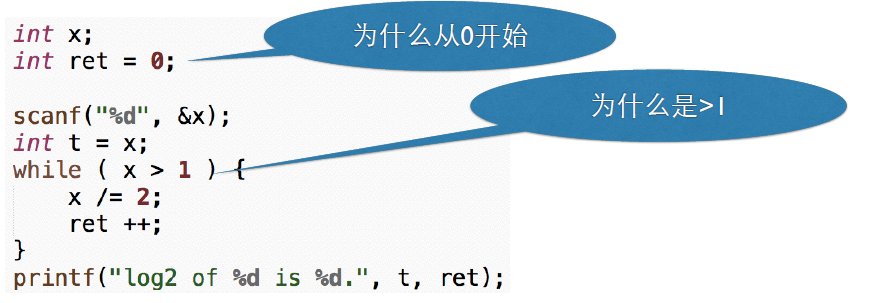 int x;
int ret = 0;
为什么从0开始
scanf("%d", &x);
int t = x;
while ( x > 1 ) {
为什么是>1
x /= 2;
ret ++;
}
printf("log2 of %d is %d.", t, ret);